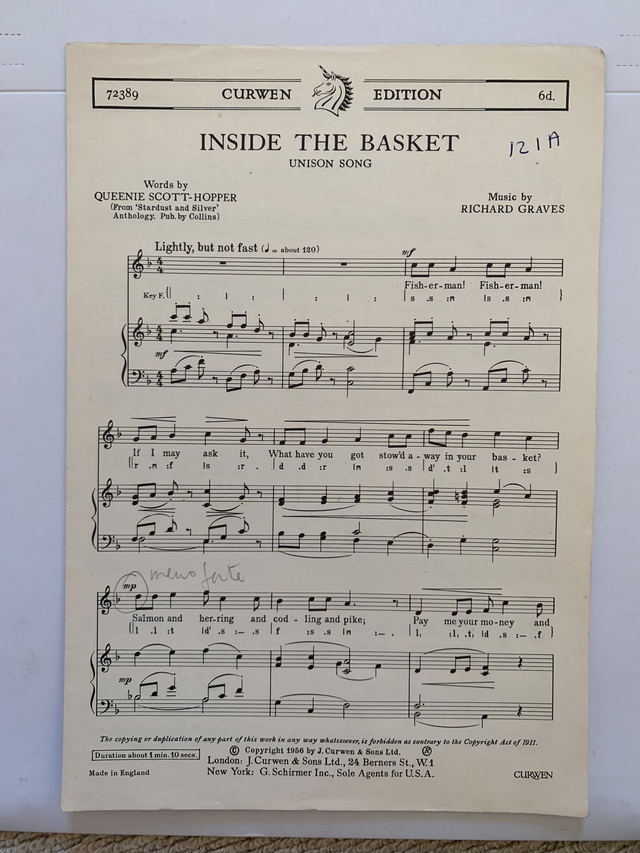 72389 CURWEN EDITION 6d.
INSIDE THE BASKET
121A
UNISON SONG
Words by
QUEENIE SCOTT-HOPPER
(From 'Stardust and Silver'
Anthology. Pub. by Collins)
Music by
RICHARD GRAVES
Lightly, but not fast (♩ = about 120)
mf
Fish-er-man! Fish-er-man!
Key F. {| : | : | : | : |s .s :m |s .s :m }
mf
If I may ask it, What have you got stow'd a-way in your bas-ket?
{|r .m :f |s :r . |d .d :r |m :s .s |d' .t :l |t :s }
mp meno forte
Salmon and her-ring and cod-ling and pike; Pay me your mo-ney and
{|l .l :t |d' .s :-.s |f :s .s |m :-. |l, :l, .t, |d .s :-.f }
mp
The copying or duplication of any part of this work in any way whatsoever, is forbidden as contrary to the Copyright Act of 1911.
Duration about 1 min. 10 secs.
© Copyright 1956 by J. Curwen & Sons Ltd. ®
London: J. Curwen & Sons Ltd., 24 Berners St., W.1
Made in England New York: G. Schirmer Inc., Sole Agents for U.S.A. CURWEN